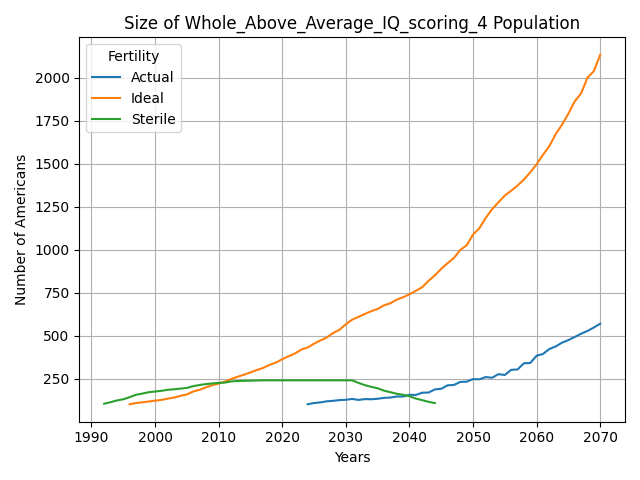 Size of Whole_Above_Average_IQ_scoring_4 Population
Fertility
Actual
Ideal
Sterile
Number of Americans
2000
1750
1500
1250
1000
750
500
250
1990 2000 2010 2020 2030 2040 2050 2060 2070
Years